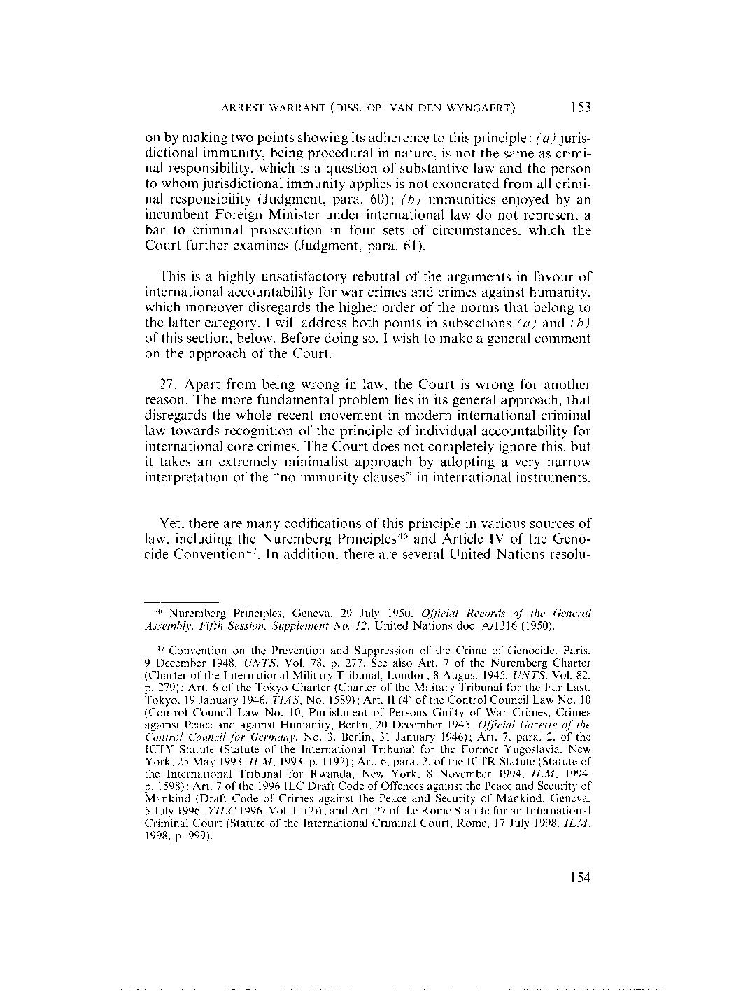 ARREST WARRANT (DISS. OP. VAN DEN WYNGAERT) 153
on by making two points showing its adherence to this principle: (a) juris-
dictional immunity, being procedural in nature, is not the same as crimi-
nal responsibility, which is a question of substantive law and the person
to whom jurisdictional immunity applies is not exonerated from all crimi-
nal responsibility (Judgment, para. 60); (b) immunities enjoyed by an
incumbent Foreign Minister under international law do not represent a
bar to criminal prosecution in four sets of circumstances, which the
Court further examines (Judgment, para. 61).
This is a highly unsatisfactory rebuttal of the arguments in favour of
international accountability for war crimes and crimes against humanity,
which moreover disregards the higher order of the norms that belong to
the latter category. I will address both points in subsections (a) and (b)
of this section, below. Before doing so, I wish to make a general comment
on the approach of the Court.
27. Apart from being wrong in law, the Court is wrong for another
reason. The more fundamental problem lies in its general approach, that
disregards the whole recent movement in modern international criminal
law towards recognition of the principle of individual accountability for
international core crimes. The Court does not completely ignore this, but
it takes an extremely minimalist approach by adopting a very narrow
interpretation of the "no immunity clauses" in international instruments.
Yet, there are many codifications of this principle in various sources of
law, including the Nuremberg Principles⁴⁶ and Article IV of the Geno-
cide Convention⁴⁷. In addition, there are several United Nations resolu-
⁴⁶ Nuremberg Principles, Geneva, 29 July 1950, Official Records of the General
Assembly, Fifth Session, Supplement No. 12, United Nations doc. A/1316 (1950).
⁴⁷ Convention on the Prevention and Suppression of the Crime of Genocide, Paris,
9 December 1948, UNTS, Vol. 78, p. 277. See also Art. 7 of the Nuremberg Charter
(Charter of the International Military Tribunal, London, 8 August 1945, UNTS, Vol. 82,
p. 279); Art. 6 of the Tokyo Charter (Charter of the Military Tribunal for the Far East,
Tokyo, 19 January 1946, TIAS, No. 1589); Art. II (4) of the Control Council Law No. 10
(Control Council Law No. 10, Punishment of Persons Guilty of War Crimes, Crimes
against Peace and against Humanity, Berlin, 20 December 1945, Official Gazette of the
Control Council for Germany, No. 3, Berlin, 31 January 1946); Art. 7, para. 2, of the
ICTY Statute (Statute of the International Tribunal for the Former Yugoslavia, New
York, 25 May 1993, ILM, 1993, p. 1192); Art. 6, para. 2, of the ICTR Statute (Statute of
the International Tribunal for Rwanda, New York, 8 November 1994, ILM, 1994,
p. 1598); Art. 7 of the 1996 ILC Draft Code of Offences against the Peace and Security of
Mankind (Draft Code of Crimes against the Peace and Security of Mankind, Geneva,
5 July 1996, YILC 1996, Vol. II (2)); and Art. 27 of the Rome Statute for an International
Criminal Court (Statute of the International Criminal Court, Rome, 17 July 1998, ILM,
1998, p. 999).
154